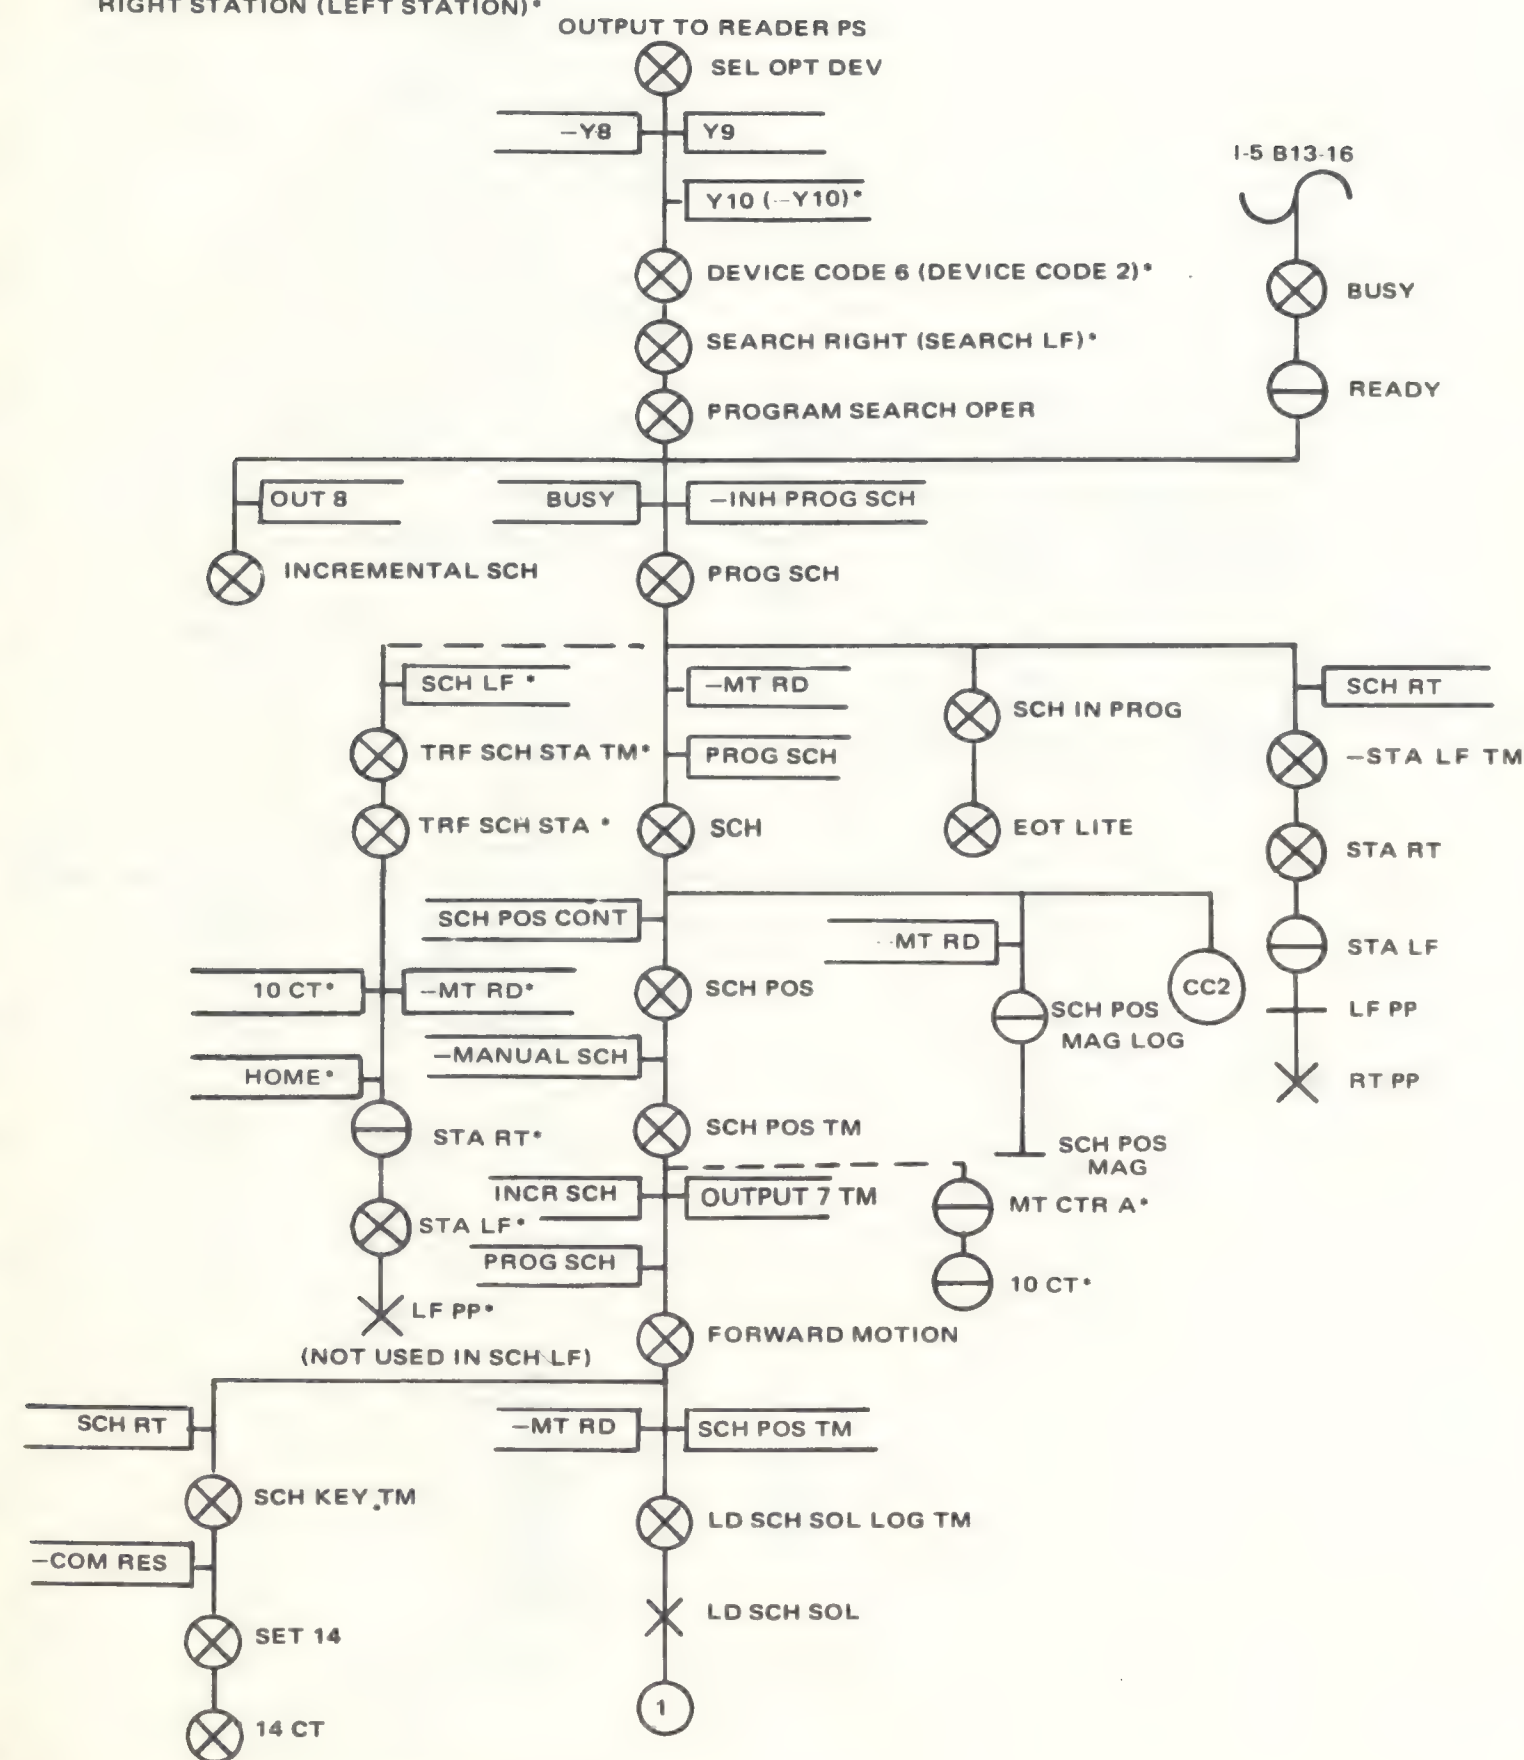 RIGHT STATION (LEFT STATION)*
OUTPUT TO READER PS
SEL OPT DEV
–Y8
Y9
I-5 B13-16
Y10 (–Y10)*
DEVICE CODE 6 (DEVICE CODE 2)*
BUSY
SEARCH RIGHT (SEARCH LF)*
READY
PROGRAM SEARCH OPER
OUT 8
BUSY
–INH PROG SCH
INCREMENTAL SCH
PROG SCH
SCH LF *
–MT RD
SCH RT
SCH IN PROG
TRF SCH STA TM*
PROG SCH
–STA LF TM
TRF SCH STA *
SCH
EOT LITE
STA RT
SCH POS CONT
–MT RD
STA LF
10 CT*
–MT RD*
SCH POS
CC2
SCH POS
MAG LOG
LF PP
–MANUAL SCH
HOME*
RT PP
STA RT*
SCH POS TM
SCH POS
MAG
INCR SCH
OUTPUT 7 TM
MT CTR A*
STA LF*
PROG SCH
10 CT*
LF PP*
FORWARD MOTION
(NOT USED IN SCH LF)
SCH RT
–MT RD
SCH POS TM
SCH KEY TM
LD SCH SOL LOG TM
–COM RES
LD SCH SOL
SET 14
1
14 CT